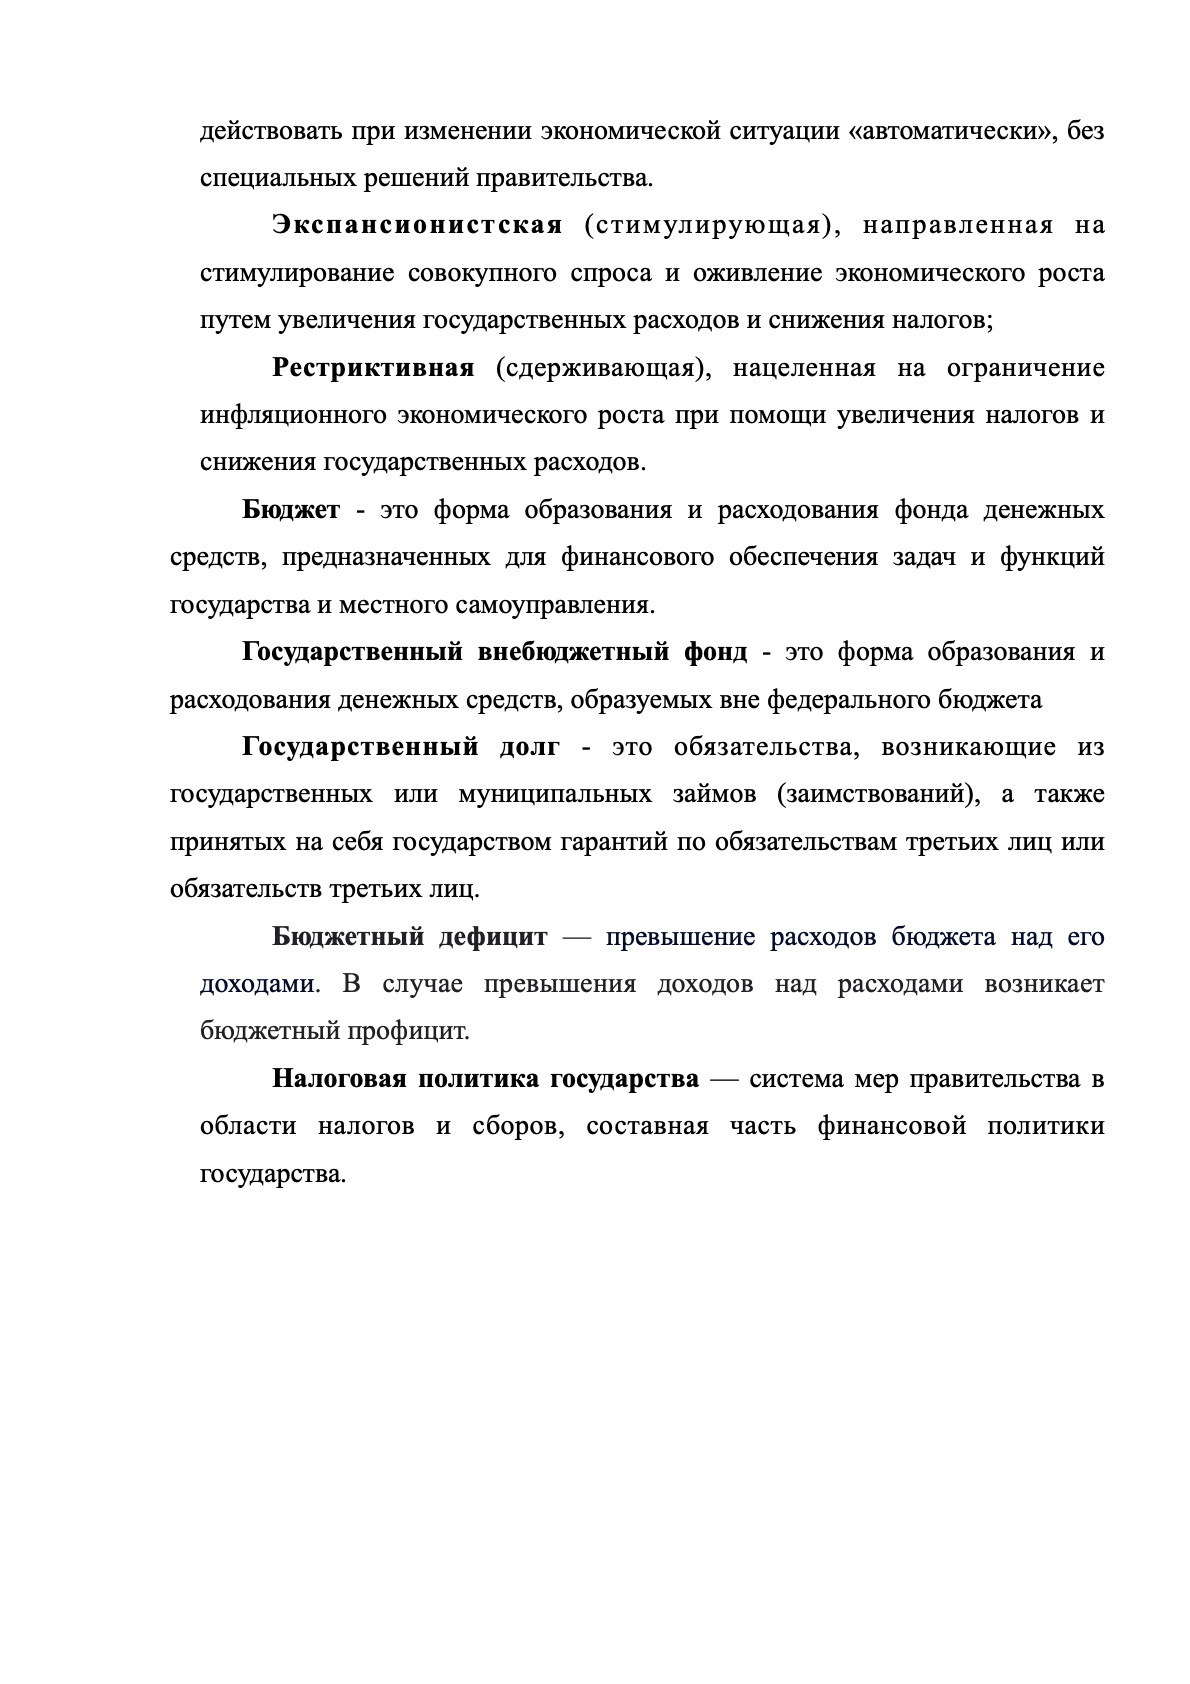 действовать при изменении экономической ситуации «автоматически», без
специальных решений правительства.
Экспансионистская (стимулирующая), направленная на
стимулирование совокупного спроса и оживление экономического роста
путем увеличения государственных расходов и снижения налогов;
Рестриктивная (сдерживающая), нацеленная на ограничение
инфляционного экономического роста при помощи увеличения налогов и
снижения государственных расходов.
Бюджет - это форма образования и расходования фонда денежных
средств, предназначенных для финансового обеспечения задач и функций
государства и местного самоуправления.
Государственный внебюджетный фонд - это форма образования и
расходования денежных средств, образуемых вне федерального бюджета
Государственный долг - это обязательства, возникающие из
государственных или муниципальных займов (заимствований), а также
принятых на себя государством гарантий по обязательствам третьих лиц или
обязательств третьих лиц.
Бюджетный дефицит — превышение расходов бюджета над его
доходами. В случае превышения доходов над расходами возникает
бюджетный профицит.
Налоговая политика государства — система мер правительства в
области налогов и сборов, составная часть финансовой политики
государства.